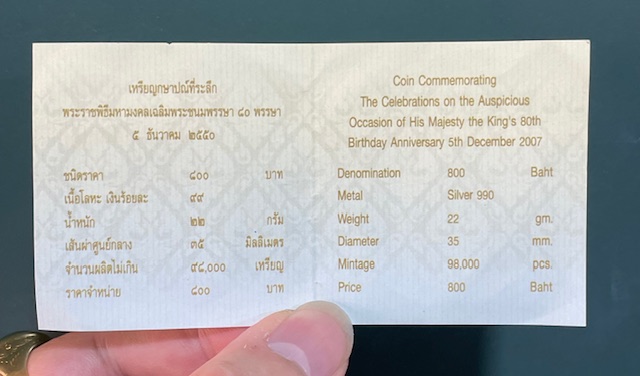 เหรียญกษาปณ์ที่ระลึก
พระราชพิธีมหามงคลเฉลิมพระชนมพรรษา ๘๐ พรรษา
๕ ธันวาคม ๒๕๕๐
ชนิดราคา ๘๐๐ บาท
เนื้อโลหะ เงินร้อยละ ๙๙
น้ำหนัก ๒๒ กรัม
เส้นผ่าศูนย์กลาง ๓๕ มิลลิเมตร
จำนวนผลิตไม่เกิน ๙๘,๐๐๐ เหรียญ
ราคาจำหน่าย ๘๐๐ บาท
Coin Commemorating
The Celebrations on the Auspicious
Occasion of His Majesty the King's 80th
Birthday Anniversary 5th December 2007
Denomination 800 Baht
Metal Silver 990
Weight 22 gm.
Diameter 35 mm.
Mintage 98,000 pcs.
Price 800 Baht